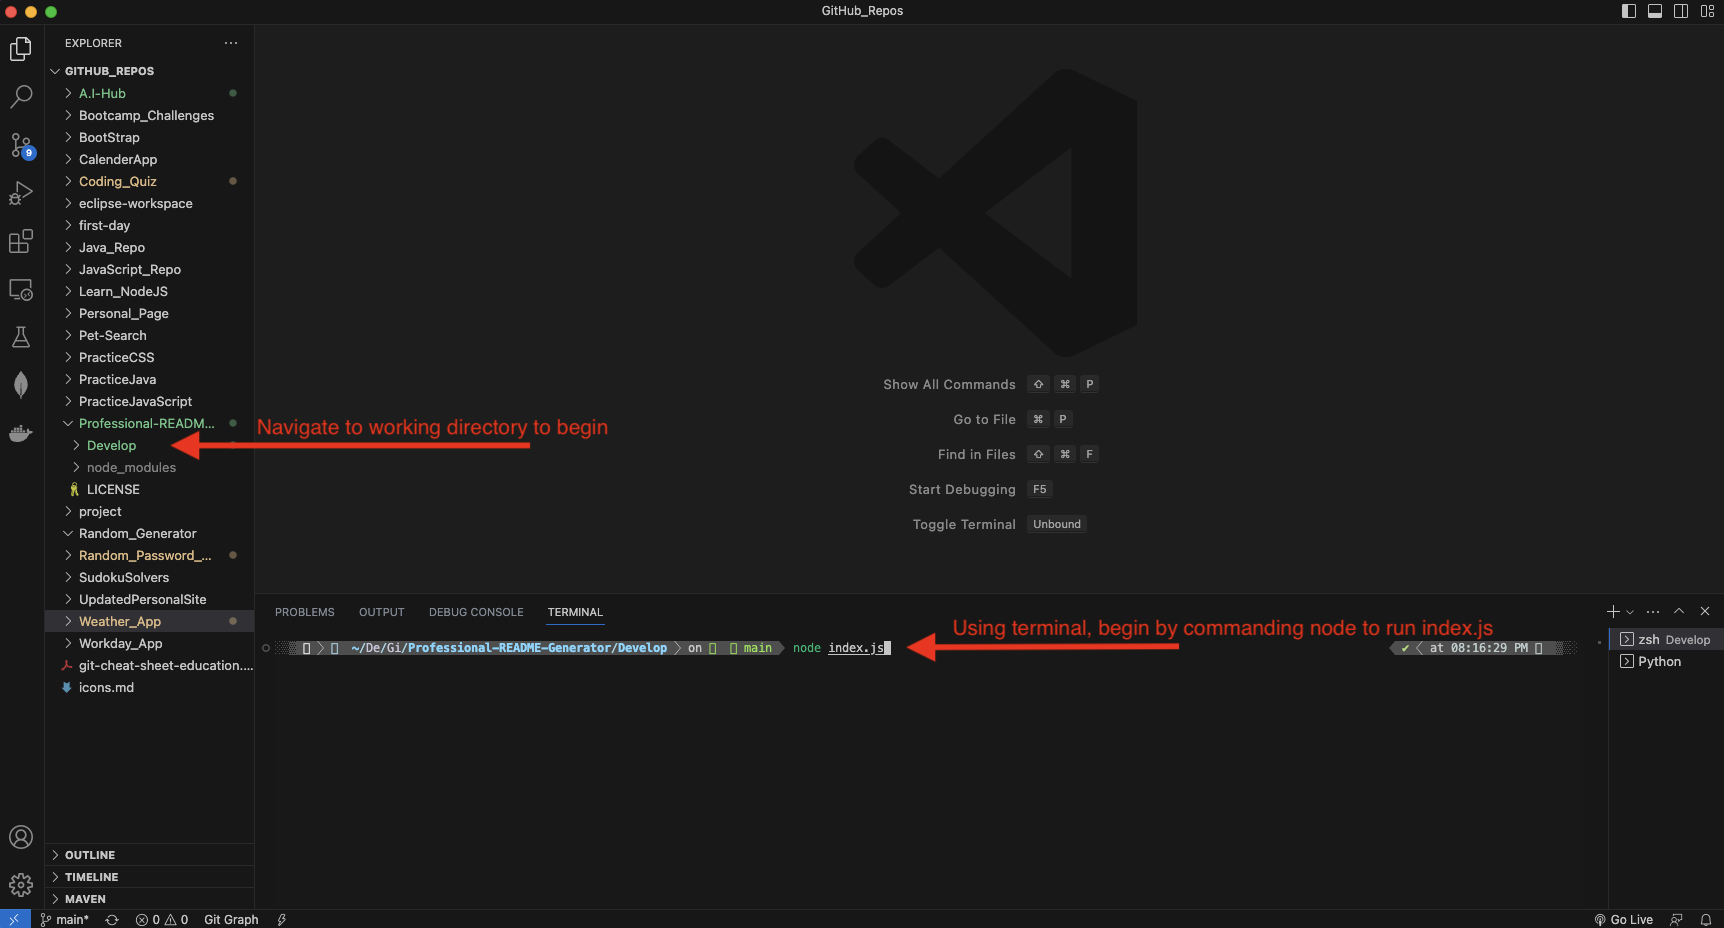 GitHub_Repos
EXPLORER
GITHUB_REPOS
A.I-Hub
Bootcamp_Challenges
BootStrap
CalenderApp
9
Coding_Quiz
eclipse-workspace
first-day
Java_Repo
JavaScript_Repo
Learn_NodeJS
Personal_Page
Pet-Search
PracticeCSS
PracticeJava
PracticeJavaScript
Professional-READM...
Develop
node_modules
LICENSE
project
Random_Generator
Random_Password_...
SudokuSolvers
UpdatedPersonalSite
Weather_App
Workday_App
git-cheat-sheet-education....
icons.md
OUTLINE
TIMELINE
MAVEN
Navigate to working directory to begin
Show All Commands ⇧ ⌘ P
Go to File ⌘ P
Find in Files ⇧ ⌘ F
Start Debugging F5
Toggle Terminal Unbound
PROBLEMS OUTPUT DEBUG CONSOLE TERMINAL
Using terminal, begin by commanding node to run index.js
~/De/Gi/Professional-README-Generator/Develop on main node index.js ✔ at 08:16:29 PM
zsh Develop
Python
main* 0 0 Git Graph Go Live